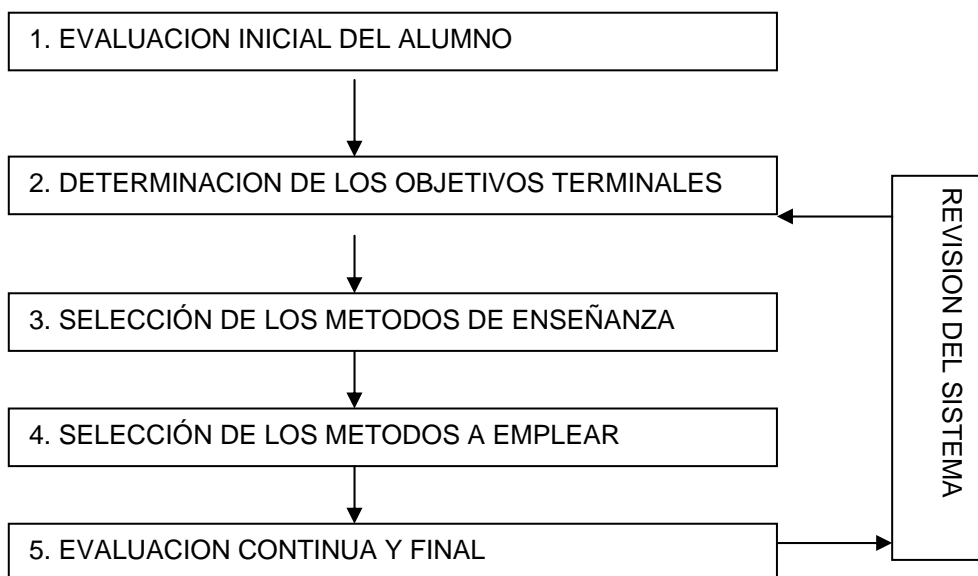 1. EVALUACION INICIAL DEL ALUMNO
2. DETERMINACION DE LOS OBJETIVOS TERMINALES
3. SELECCIÓN DE LOS METODOS DE ENSEÑANZA
4. SELECCIÓN DE LOS METODOS A EMPLEAR
5. EVALUACION CONTINUA Y FINAL
REVISION DEL SISTEMA